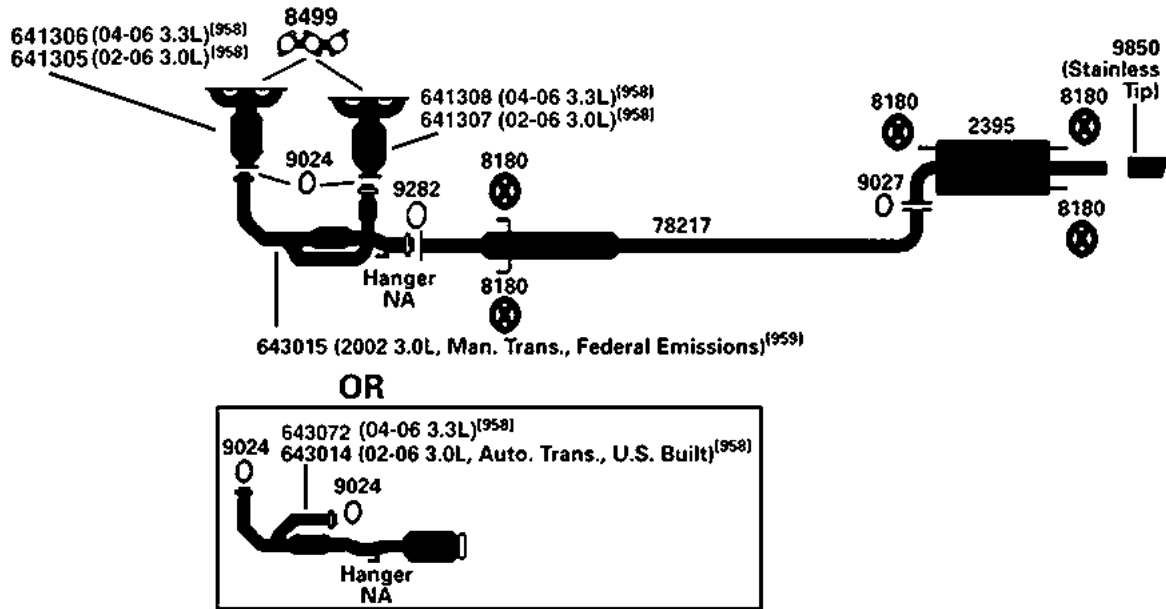 8499
641306 (04-06 3.3L)(958)
641305 (02-06 3.0L)(958)
641308 (04-06 3.3L)(958)
641307 (02-06 3.0L)(958)
9850
(Stainless
Tip)
8180
8180
2395
9024
9282
8180
9027
8180
78217
Hanger
NA
8180
643015 (2002 3.0L, Man. Trans., Federal Emissions)(959)
OR
643072 (04-06 3.3L)(958)
643014 (02-06 3.0L, Auto. Trans., U.S. Built)(958)
9024
9024
Hanger
NA